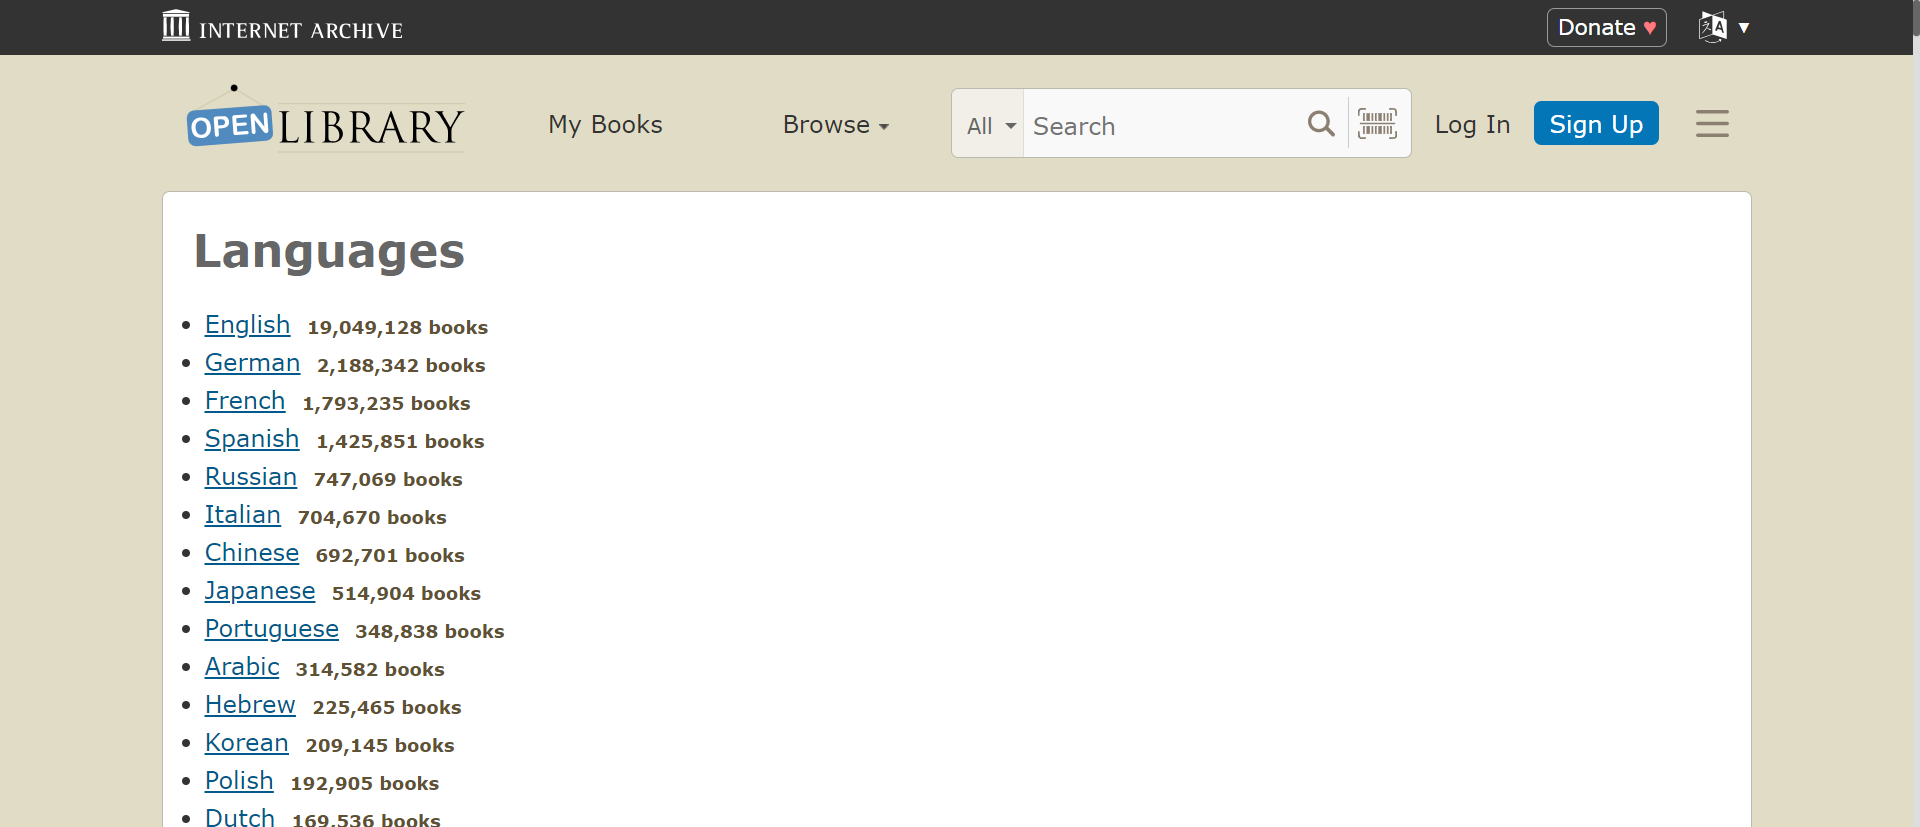 INTERNET ARCHIVE
Donate ♥
OPEN LIBRARY
My Books
Browse
All
Search
Log In
Sign Up
Languages
English 19,049,128 books
German 2,188,342 books
French 1,793,235 books
Spanish 1,425,851 books
Russian 747,069 books
Italian 704,670 books
Chinese 692,701 books
Japanese 514,904 books
Portuguese 348,838 books
Arabic 314,582 books
Hebrew 225,465 books
Korean 209,145 books
Polish 192,905 books
Dutch 169,536 books